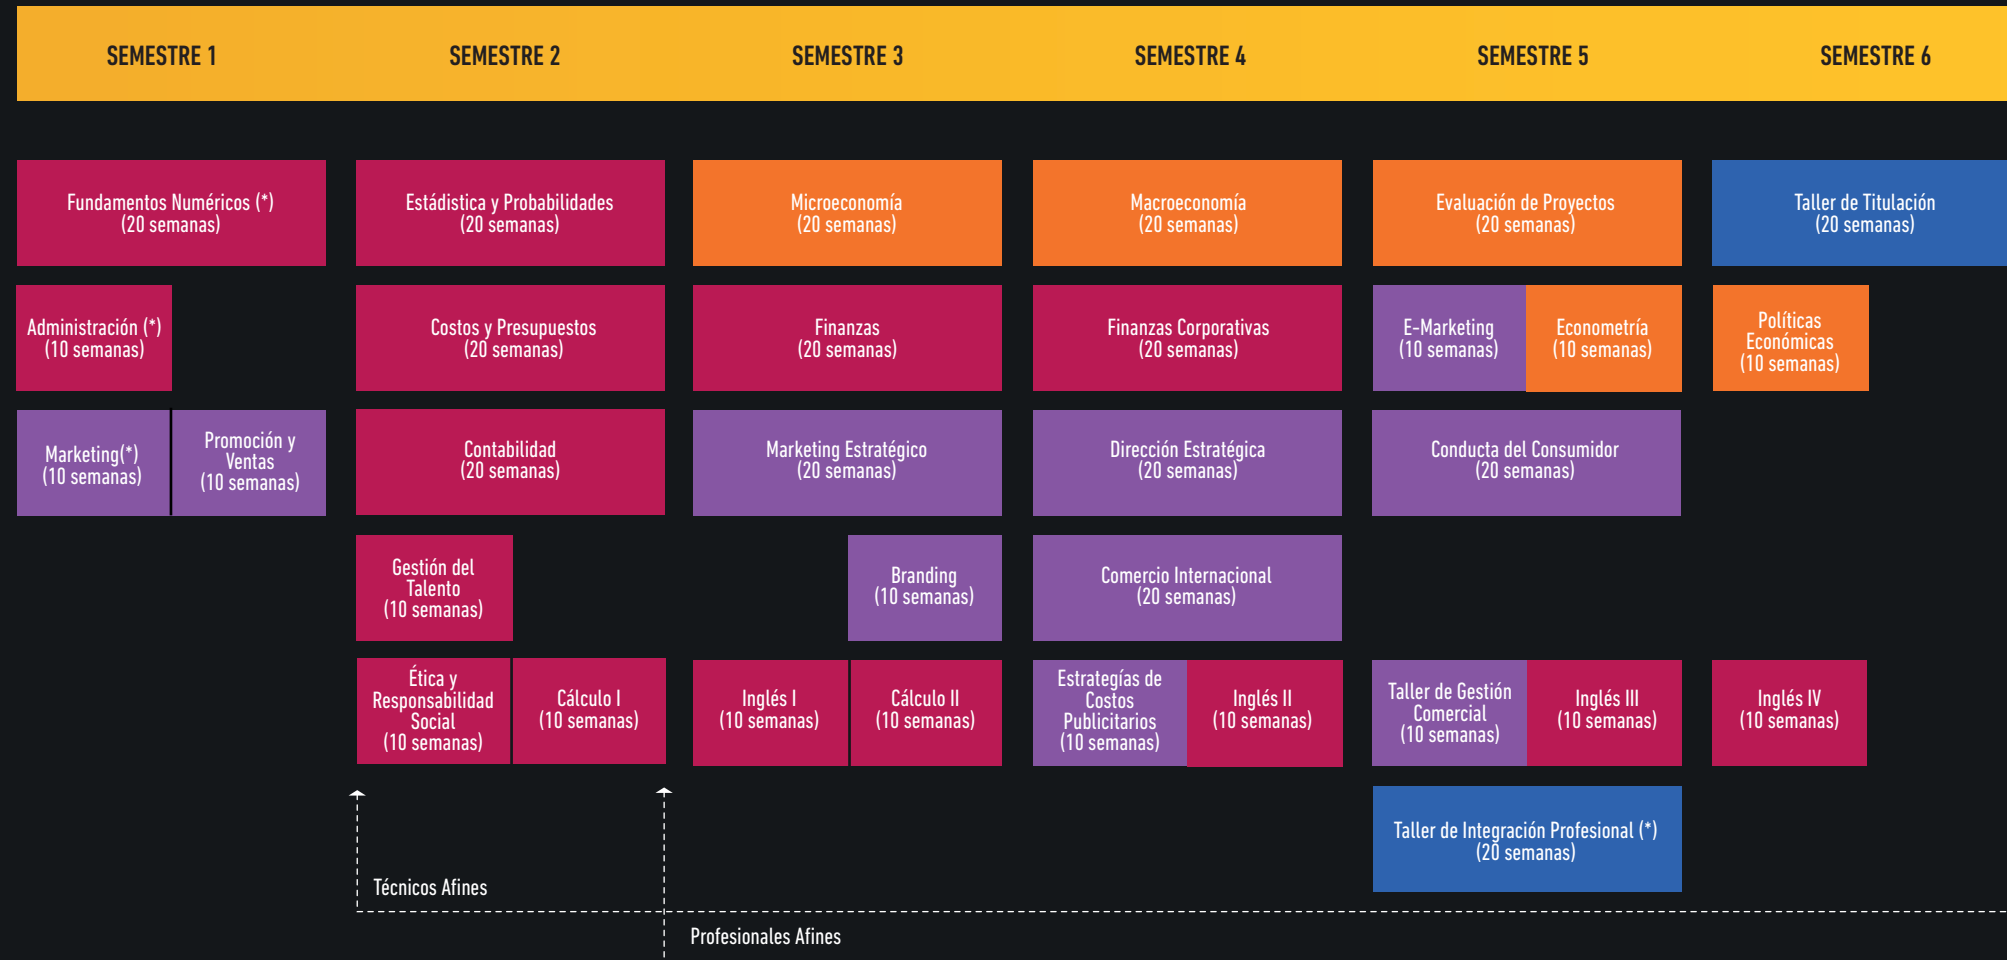 SEMESTRE 1
SEMESTRE 2
SEMESTRE 3
SEMESTRE 4
SEMESTRE 5
SEMESTRE 6
Fundamentos Numéricos (*)
(20 semanas)
Estádistica y Probabilidades
(20 semanas)
Microeconomía
(20 semanas)
Macroeconomía
(20 semanas)
Evaluación de Proyectos
(20 semanas)
Taller de Titulación
(20 semanas)
Administración (*)
(10 semanas)
Costos y Presupuestos
(20 semanas)
Finanzas
(20 semanas)
Finanzas Corporativas
(20 semanas)
E-Marketing
(10 semanas)
Econometría
(10 semanas)
Políticas
Económicas
(10 semanas)
Marketing(*)
(10 semanas)
Promoción y
Ventas
(10 semanas)
Contabilidad
(20 semanas)
Marketing Estratégico
(20 semanas)
Dirección Estratégica
(20 semanas)
Conducta del Consumidor
(20 semanas)
Gestión del
Talento
(10 semanas)
Branding
(10 semanas)
Comercio Internacional
(20 semanas)
Ética y
Responsabilidad
Social
(10 semanas)
Cálculo I
(10 semanas)
Inglés I
(10 semanas)
Cálculo II
(10 semanas)
Estrategías de
Costos
Publicitarios
(10 semanas)
Inglés II
(10 semanas)
Taller de Gestión
Comercial
(10 semanas)
Inglés III
(10 semanas)
Inglés IV
(10 semanas)
Taller de Integración Profesional (*)
(20 semanas)
Técnicos Afines
Profesionales Afines